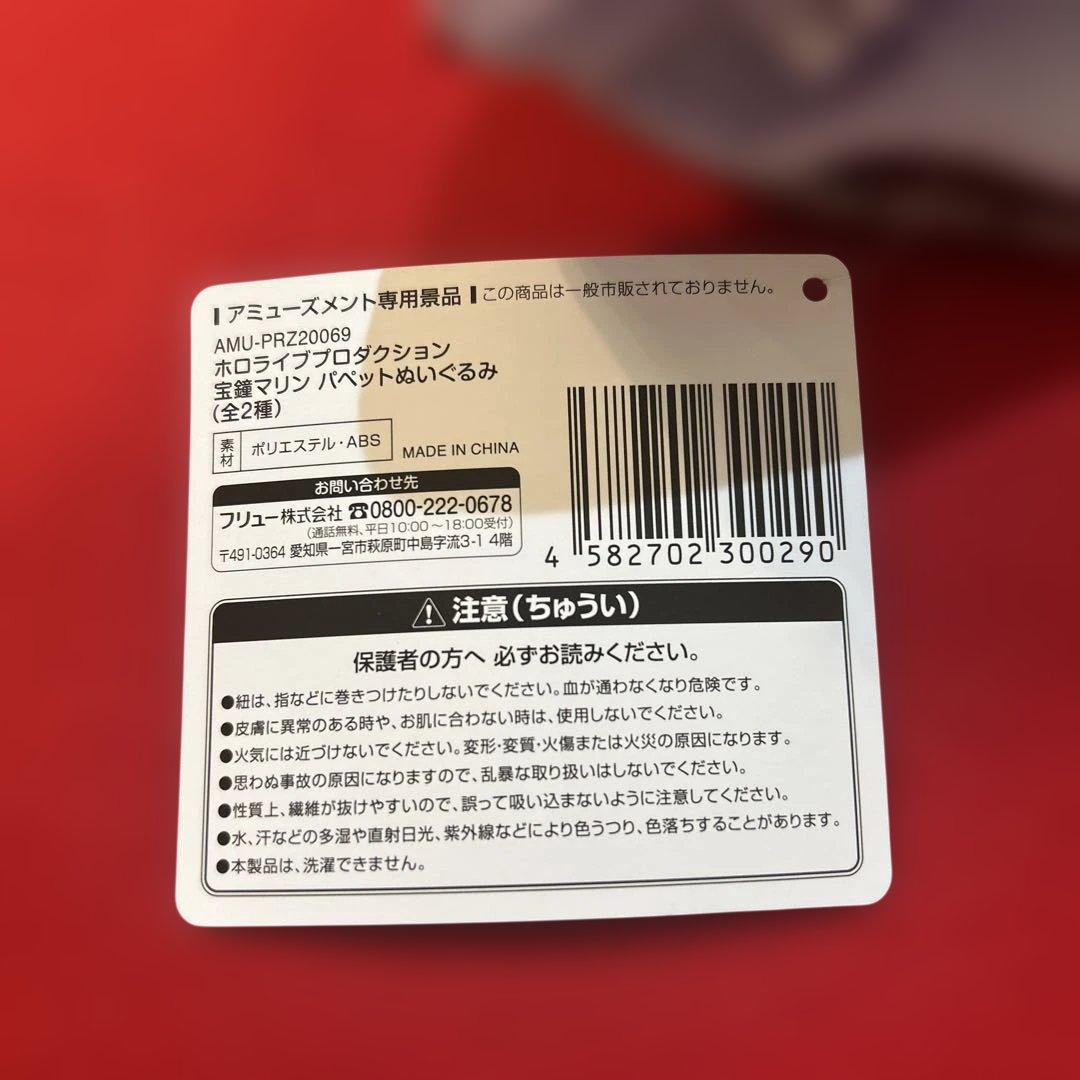 アミューズメント専用景品 この商品は一般市販されておりません。
AMU-PRZ20069
ホロライブプロダクション
宝鐘マリン パペットぬいぐるみ
(全2種)
素材 ポリエステル・ABS MADE IN CHINA
お問い合わせ先
フリュー株式会社 ☎0800-222-0678
(通話無料、平日10:00〜18:00受付)
〒491-0364 愛知県一宮市萩原町中島字流3-1 4階
4 582702 300290
⚠ 注意(ちゅうい)
保護者の方へ 必ずお読みください。
●紐は、指などに巻きつけたりしないでください。血が通わなくなり危険です。
●皮膚に異常のある時や、お肌に合わない時は、使用しないでください。
●火気には近づけないでください。変形・変質・火傷または火災の原因になります。
●思わぬ事故の原因になりますので、乱暴な取り扱いはしないでください。
●性質上、繊維が抜けやすいので、誤って吸い込まないように注意してください。
●水、汗などの多湿や直射日光、紫外線などにより色うつり、色落ちすることがあります。
●本製品は、洗濯できません。